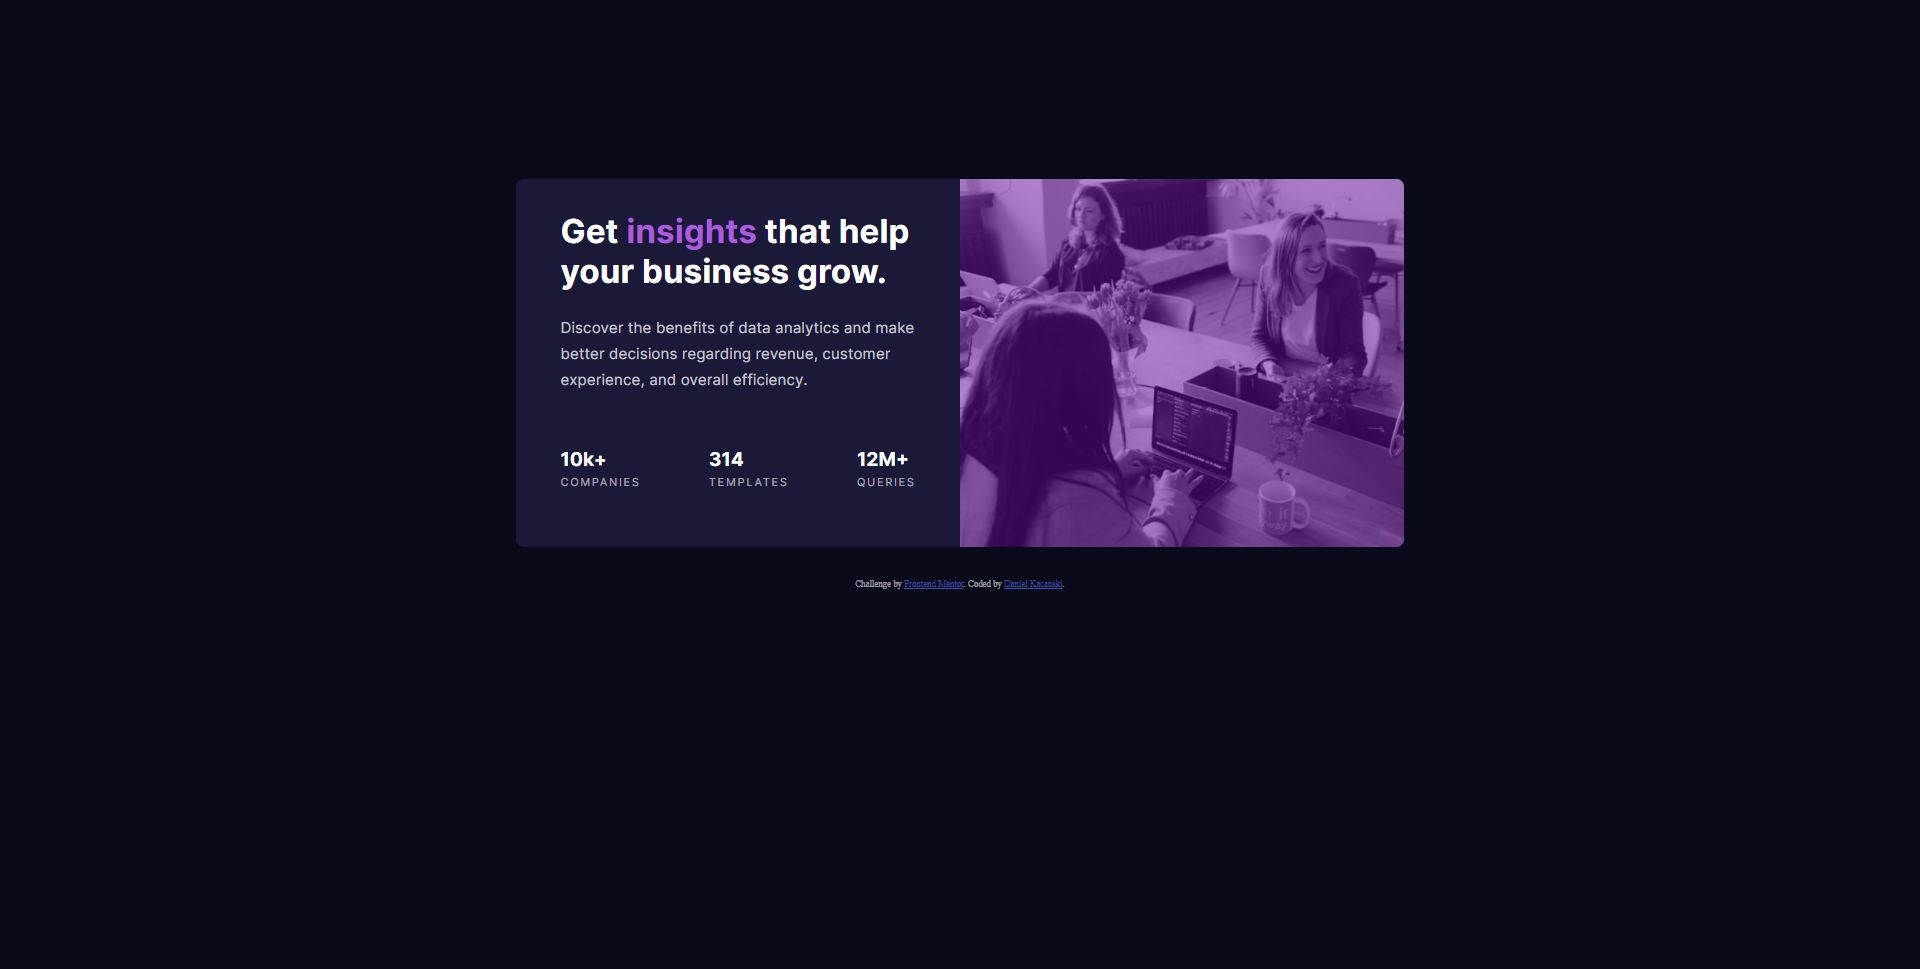 Get insights that help
your business grow.
Discover the benefits of data analytics and make
better decisions regarding revenue, customer
experience, and overall efficiency.
10k+ 314 12M+
COMPANIES TEMPLATES QUERIES
Challenge by Frontend Mentor. Coded by Daniel Kacanski.